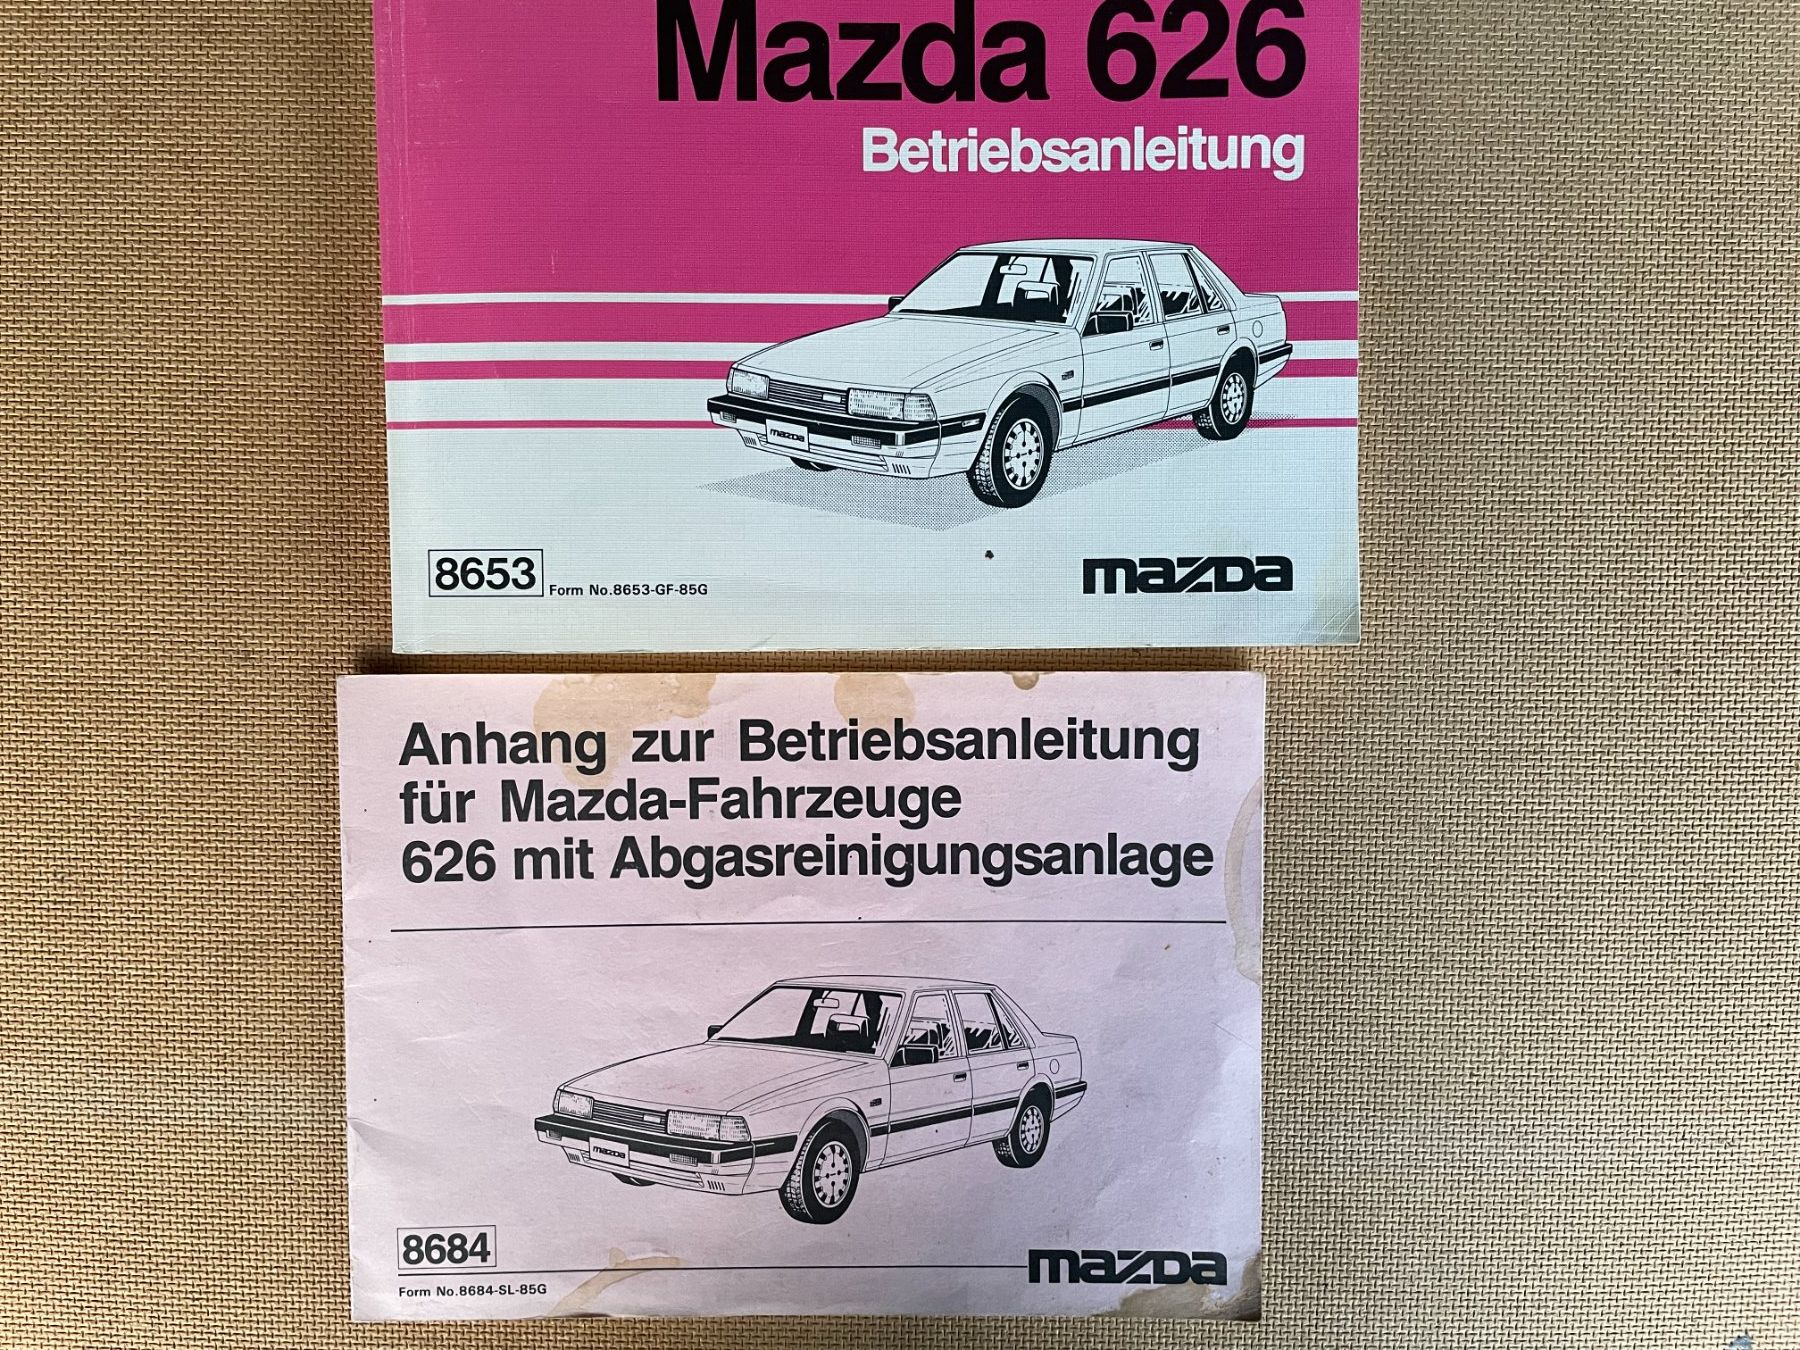 Mazda 626
Betriebsanleitung
mazda
8653
Form No.8653-GF-85G
mazda
Anhang zur Betriebsanleitung
für Mazda-Fahrzeuge
626 mit Abgasreinigungsanlage
mazda
8684
Form No.8684-SL-85G
mazda